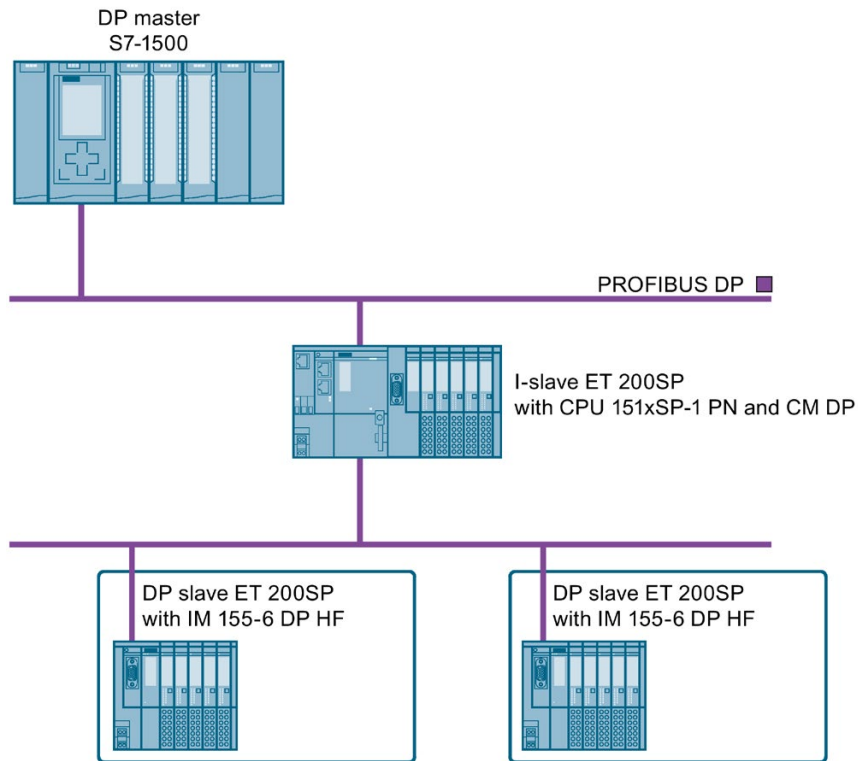 DP master
S7-1500
PROFIBUS DP
I-slave ET 200SP
with CPU 151xSP-1 PN and CM DP
DP slave ET 200SP
with IM 155-6 DP HF
DP slave ET 200SP
with IM 155-6 DP HF